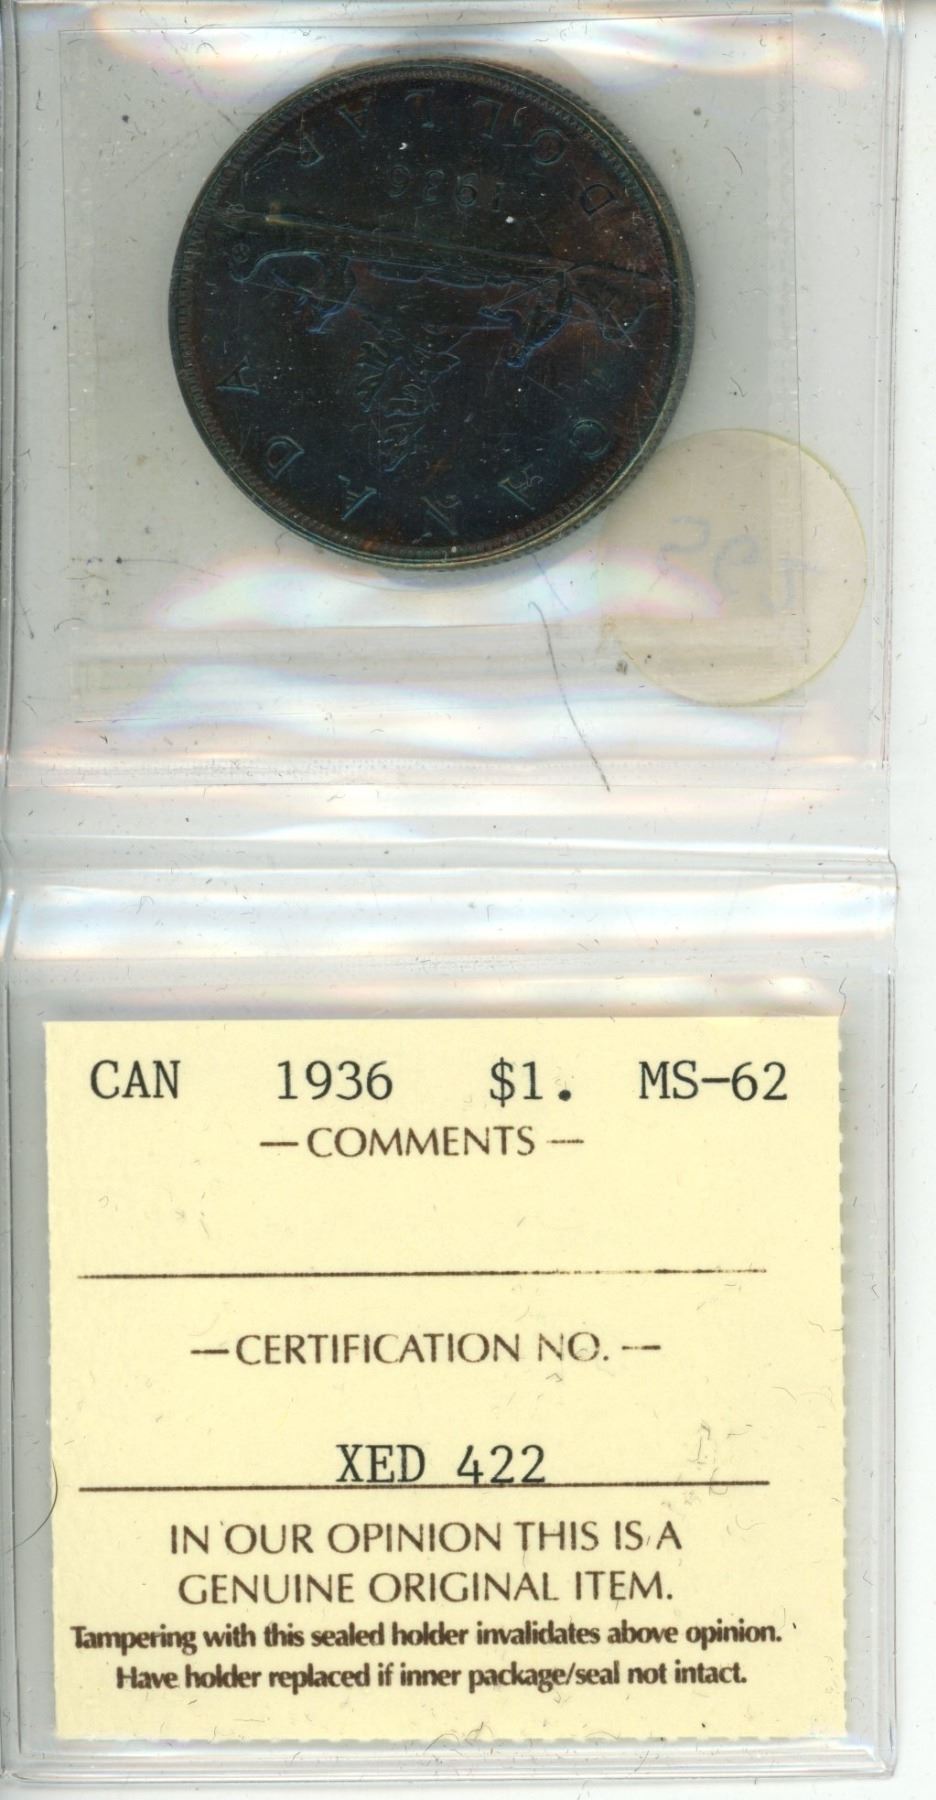 DOLLAR
1936
CANADA
CAN 1936 $1. MS-62
—COMMENTS—
—CERTIFICATION NO.—
XED 422
IN OUR OPINION THIS IS A
GENUINE ORIGINAL ITEM.
Tampering with this sealed holder invalidates above opinion.
Have holder replaced if inner package/seal not intact.